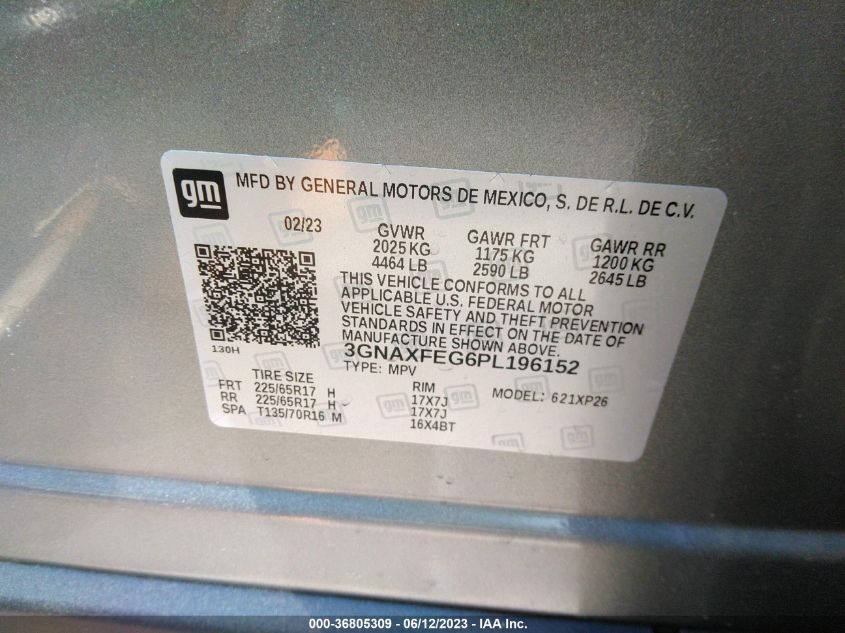 gm
MFD BY GENERAL MOTORS DE MEXICO, S. DE R.L. DE C.V.
02/23
GVWR GAWR FRT GAWR RR
2025 KG 1175 KG 1200 KG
4464 LB 2590 LB 2645 LB
THIS VEHICLE CONFORMS TO ALL
APPLICABLE U.S. FEDERAL MOTOR
VEHICLE SAFETY AND THEFT PREVENTION
STANDARDS IN EFFECT ON THE DATE OF
MANUFACTURE SHOWN ABOVE.
130H
3GNAXFEG6PL196152
TYPE: MPV
TIRE SIZE RIM MODEL: 621XP26
FRT 225/65R17 H 17X7J
RR 225/65R17 H 17X7J
SPA T135/70R16 M 16X4BT
000-36805309 - 06/12/2023 - IAA Inc.